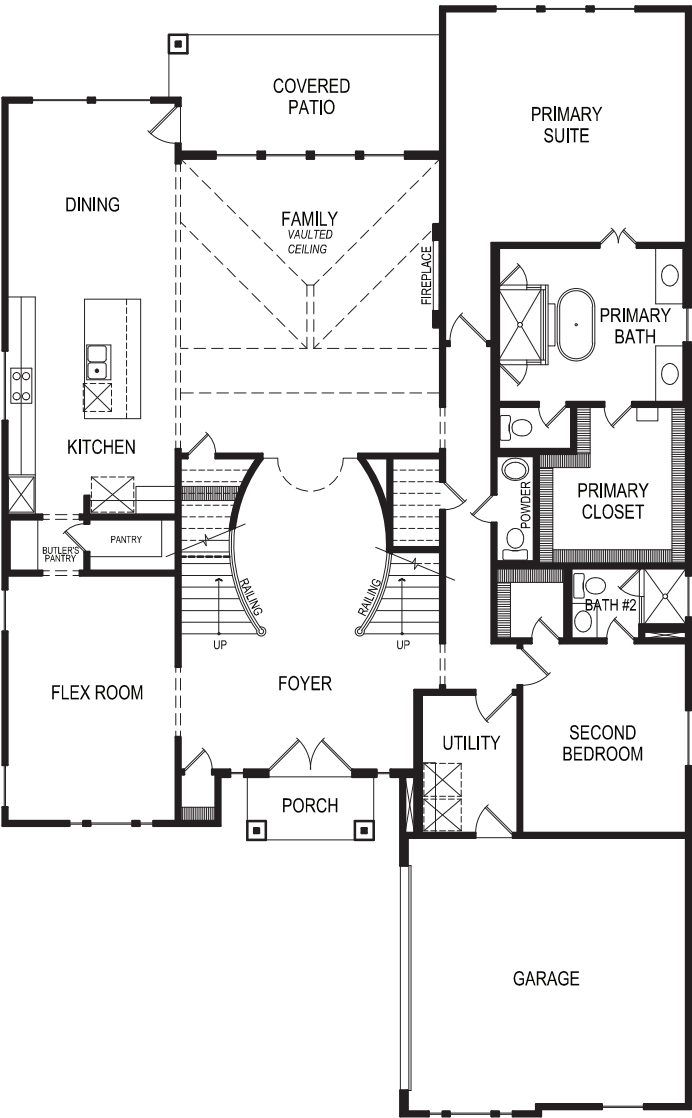 COVERED
PATIO
PRIMARY
SUITE
DINING
FAMILY
VAULTED
CEILING
FIREPLACE
PRIMARY
BATH
KITCHEN
POWDER
PRIMARY
CLOSET
BUTLER'S
PANTRY
PANTRY
RAILING
RAILING
BATH #2
UP
UP
FLEX ROOM
FOYER
UTILITY
SECOND
BEDROOM
PORCH
GARAGE